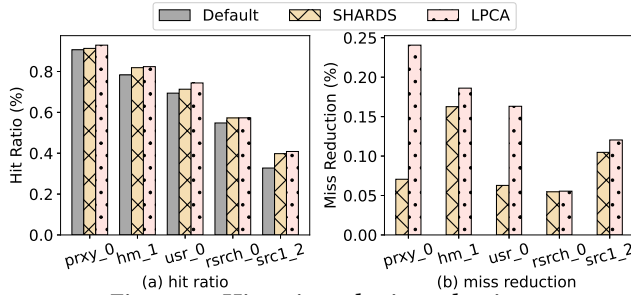 Default SHARDS LPCA
Hit Ratio (%)
0.8
0.6
0.4
0.2
0.0
prxy_0 hm_1 usr_0 rsrch_0 src1_2
(a) hit ratio
Miss Reduction (%)
0.25
0.20
0.15
0.10
0.05
0.00
prxy_0 hm_1 usr_0 rsrch_0 src1_2
(b) miss reduction